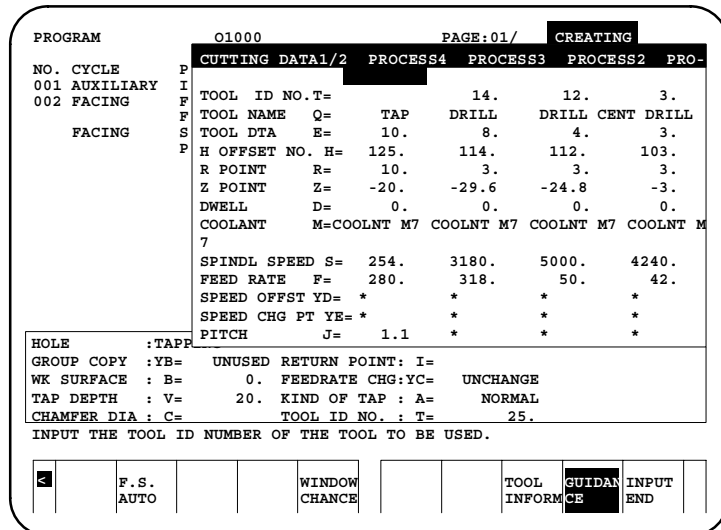 PROGRAM O1000 PAGE:01/ CREATING
CUTTING DATA1/2 PROCESS4 PROCESS3 PROCESS2 PRO-
NO. CYCLE P
001 AUXILIARY I
TOOL ID NO.T= 14. 12. 3.
002 FACING F
F TOOL NAME Q= TAP DRILL DRILL CENT DRILL
FACING S TOOL DTA E= 10. 8. 4. 3.
P H OFFSET NO. H= 125. 114. 112. 103.
R POINT R= 10. 3. 3. 3.
Z POINT Z= -20. -29.6 -24.8 -3.
DWELL D= 0. 0. 0. 0.
COOLANT M=COOLNT M7 COOLNT M7 COOLNT M7 COOLNT M
7
SPINDL SPEED S= 254. 3180. 5000. 4240.
FEED RATE F= 280. 318. 50. 42.
SPEED OFFST YD= * * * *
SPEED CHG PT YE= * * * *
PITCH J= 1.1 * * *
HOLE :TAPP
GROUP COPY :YB= UNUSED RETURN POINT: I=
WK SURFACE : B= 0. FEEDRATE CHG:YC= UNCHANGE
TAP DEPTH : V= 20. KIND OF TAP : A= NORMAL
CHAMFER DIA : C= TOOL ID NO. : T= 25.
INPUT THE TOOL ID NUMBER OF THE TOOL TO BE USED.
< F.S. WINDOW TOOL GUIDAN INPUT
AUTO CHANCE INFORM CE END